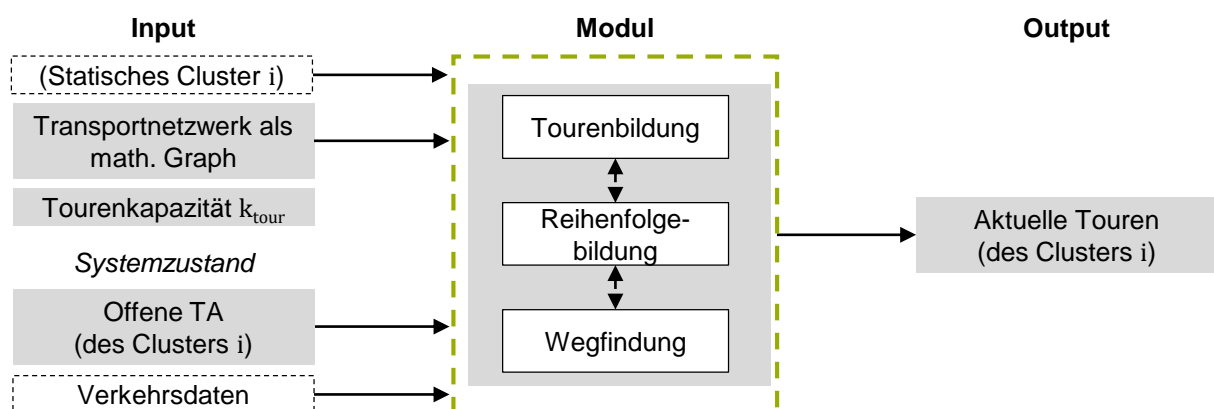 Input
Modul
Output
(Statisches Cluster i)
Transportnetzwerk als
math. Graph
Tourenkapazität k_tour
Systemzustand
Offene TA
(des Clusters i)
Verkehrsdaten
Tourenbildung
Reihenfolge-
bildung
Wegfindung
Aktuelle Touren
(des Clusters i)